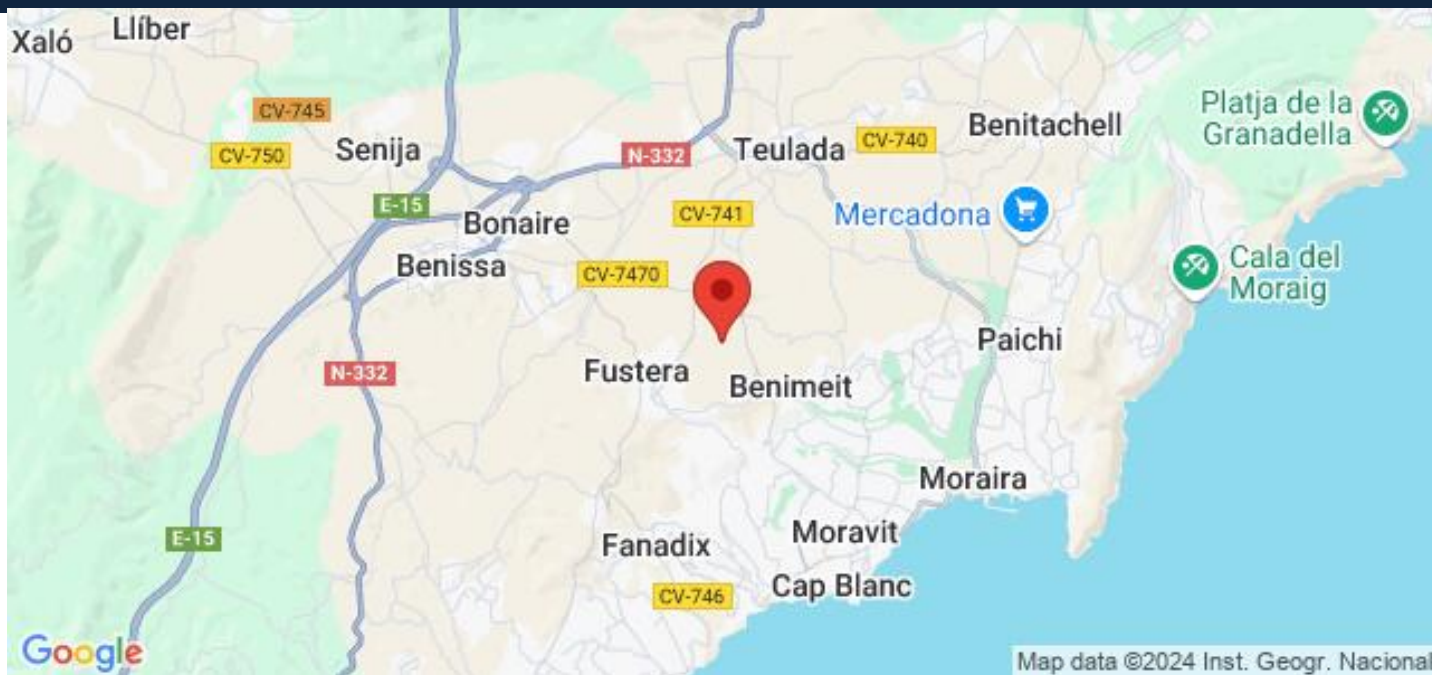 Llíber
Xaló
CV-745
Platja de la
Granadella
Benitachell
CV-740
Senija
Teulada
CV-750
N-332
E-15
CV-741
Mercadona
Bonaire
Benissa
CV-7470
Cala del
Moraig
Paichi
N-332
Fustera
Benimeit
Moraira
E-15
Fanadix
Moravit
Cap Blanc
CV-746
Google
Map data ©2024 Inst. Geogr. Nacional